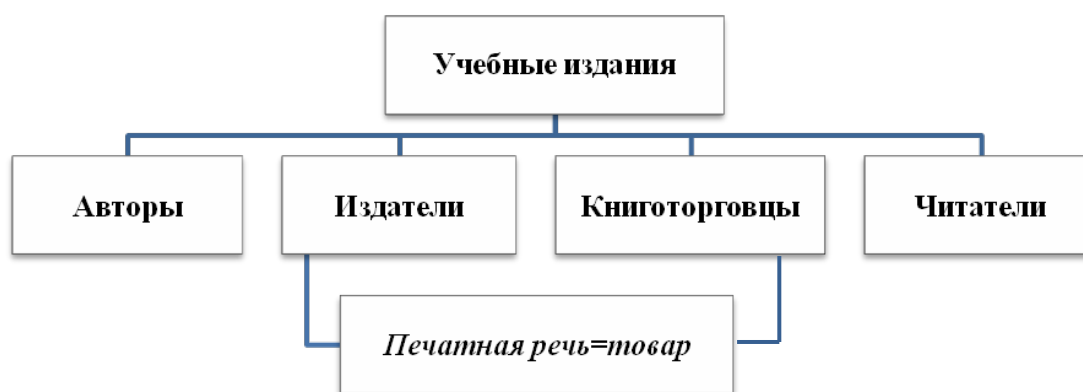 Учебные издания
Авторы
Издатели
Книготорговцы
Читатели
Печатная речь=товар